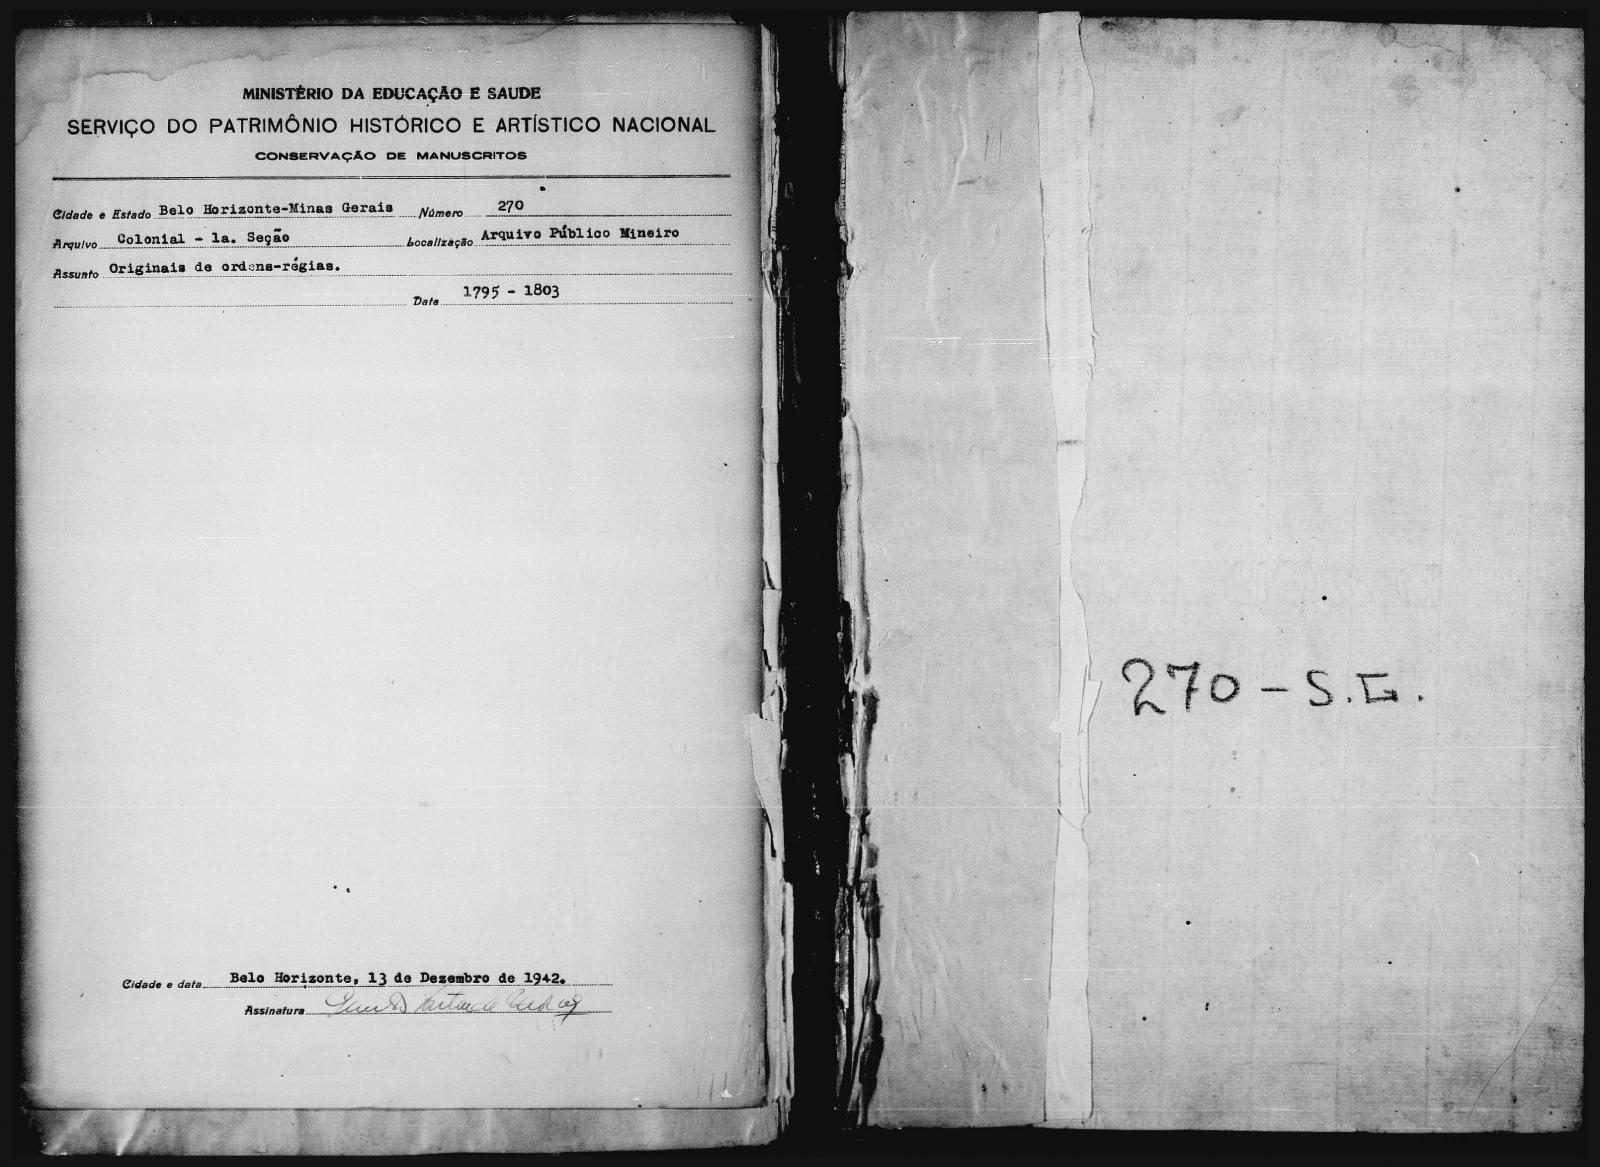 MINISTÉRIO DA EDUCAÇÃO E SAUDE
SERVIÇO DO PATRIMÔNIO HISTÓRICO E ARTÍSTICO NACIONAL
CONSERVAÇÃO DE MANUSCRITOS
Cidade e Estado Belo Horizonte-Minas Gerais Número 270
Arquivo Colonial - 1a. Seção Localização Arquivo Público Mineiro
Assunto Originais de ordens-régias.
Data 1795 - 1803
Cidade e data Belo Horizonte, 13 de Dezembro de 1942.
Assinatura
270 - S.G.